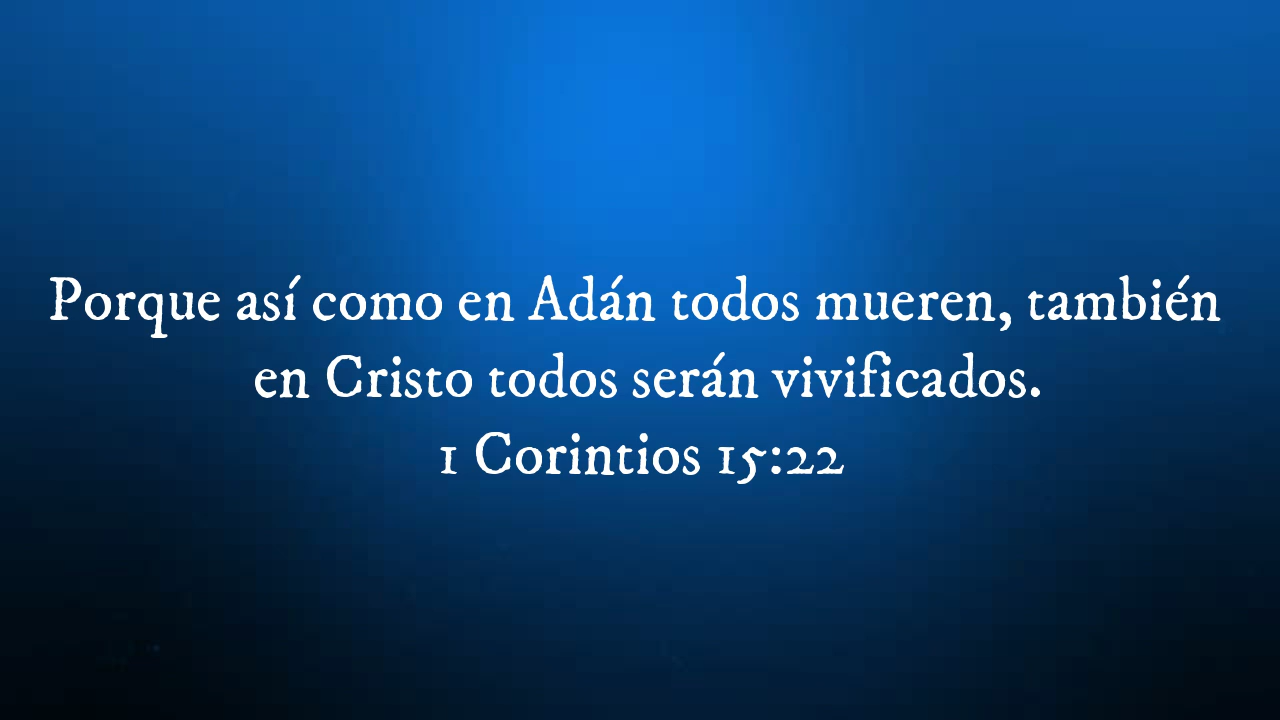 Porque así como en Adán todos mueren, también
en Cristo todos serán vivificados.
1 Corintios 15:22